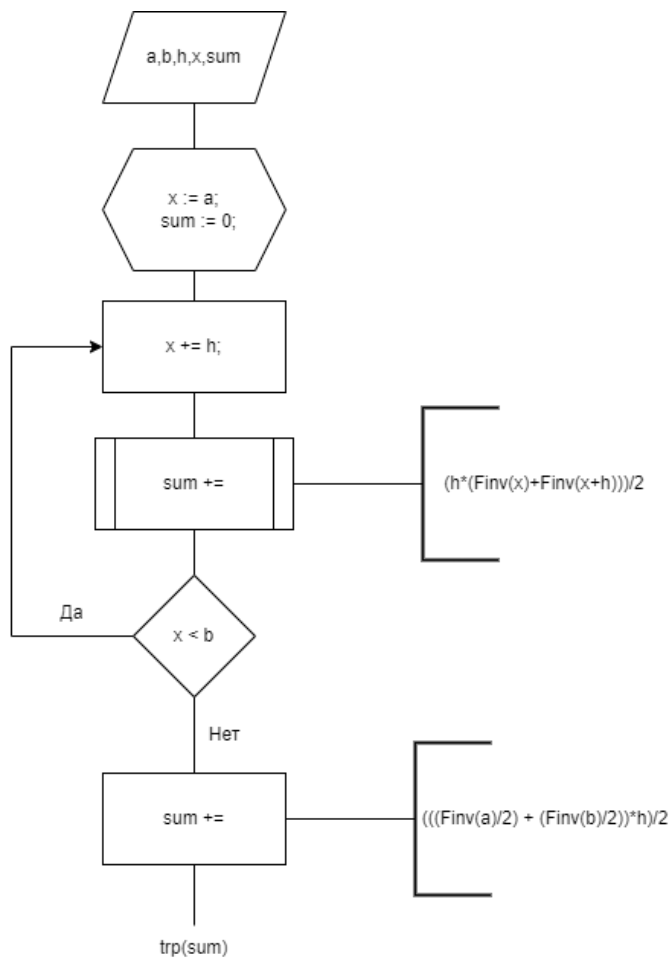 a,b,h,x,sum
x := a;
sum := 0;
x += h;
sum +=
(h*(Finv(x)+Finv(x+h)))/2
Да
x < b
Нет
sum +=
(((Finv(a)/2) + (Finv(b)/2))*h)/2
trp(sum)